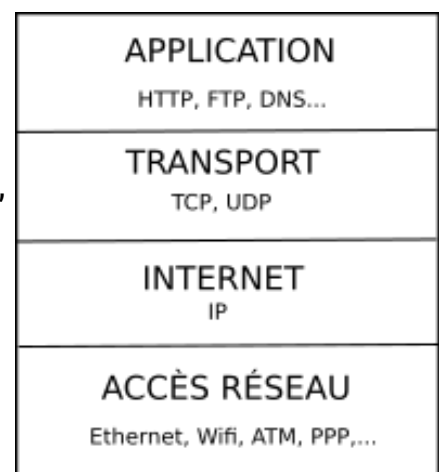 APPLICATION
HTTP, FTP, DNS...
TRANSPORT
TCP, UDP
,
INTERNET
IP
ACCÈS RÉSEAU
Ethernet, Wifi, ATM, PPP,...